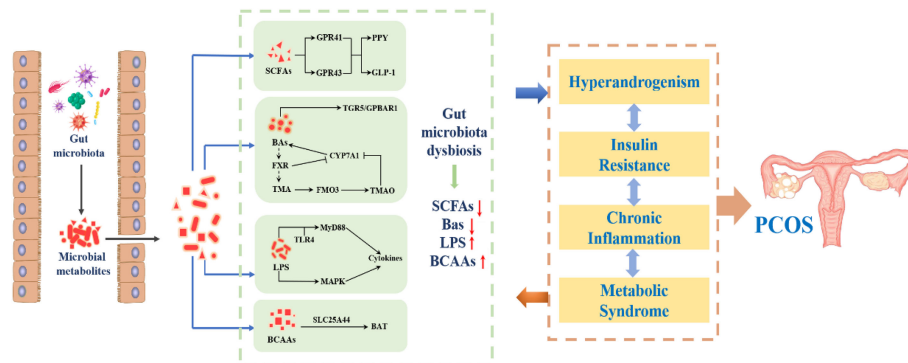 Gut
microbiota
Microbial
metabolites
SCFAs
GPR41
GPR43
PPY
GLP-1
TGR5/GPBAR1
BAs
CYP7A1
FXR
TMA
FMO3
TMAO
MyD88
TLR4
LPS
Cytokines
MAPK
SLC25A44
BCAAs
BAT
Gut
microbiota
dysbiosis
SCFAs
Bas
LPS
BCAAs
Hyperandrogenism
Insulin
Resistance
Chronic
Inflammation
Metabolic
Syndrome
PCOS